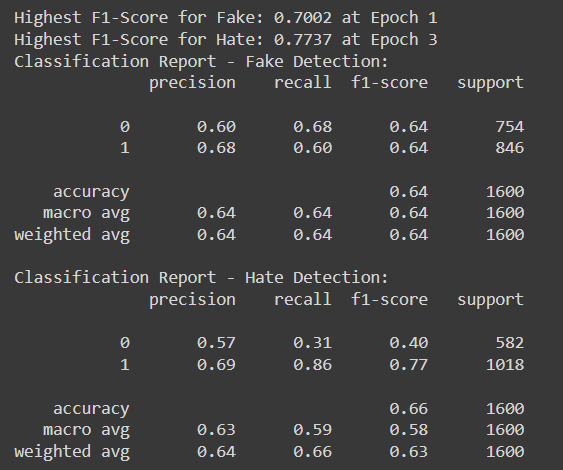 Highest F1-Score for Fake: 0.7002 at Epoch 1
Highest F1-Score for Hate: 0.7737 at Epoch 3
Classification Report - Fake Detection:
precision recall f1-score support
0 0.60 0.68 0.64 754
1 0.68 0.60 0.64 846
accuracy 0.64 1600
macro avg 0.64 0.64 0.64 1600
weighted avg 0.64 0.64 0.64 1600
Classification Report - Hate Detection:
precision recall f1-score support
0 0.57 0.31 0.40 582
1 0.69 0.86 0.77 1018
accuracy 0.66 1600
macro avg 0.63 0.59 0.58 1600
weighted avg 0.64 0.66 0.63 1600